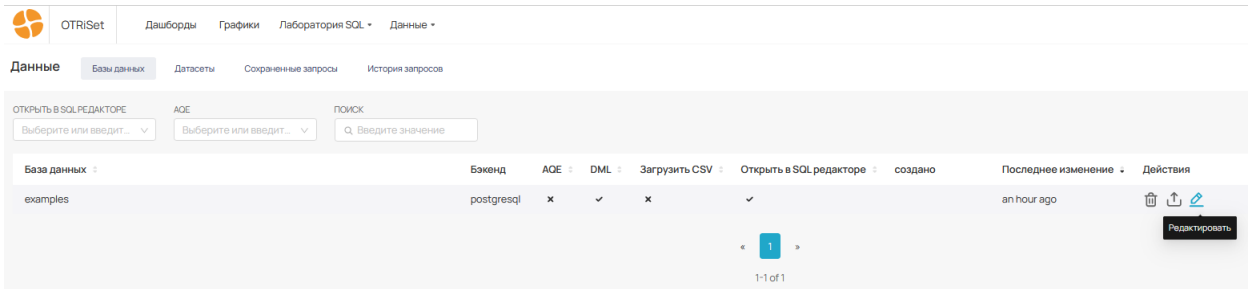 OTRiSet Дашборды Графики Лаборатория SQL Данные
Данные Базы данных Датасеты Сохраненные запросы История запросов
ОТКРЫТЬ В SQL РЕДАКТОРЕ AQE ПОИСК
Выберите или введит... Выберите или введит... Введите значение
База данных Бэкенд AQE DML Загрузить CSV Открыть в SQL редакторе создано Последнее изменение Действия
examples postgresql an hour ago
Редактировать
« 1 »
1-1 of 1